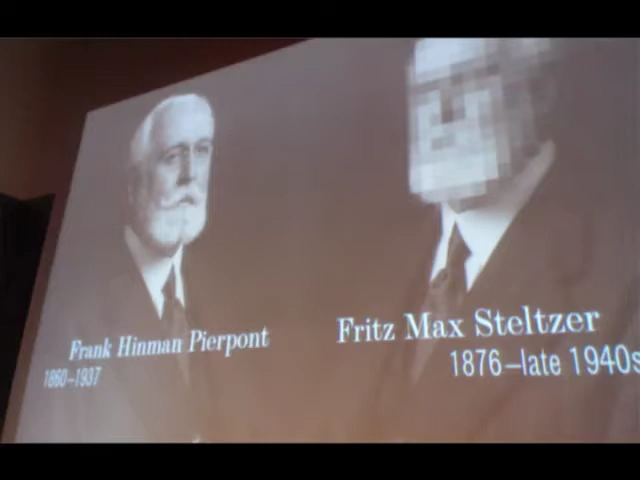 Frank Hinman Pierpont
1860–1937
Fritz Max Steltzer
1876–late 1940s